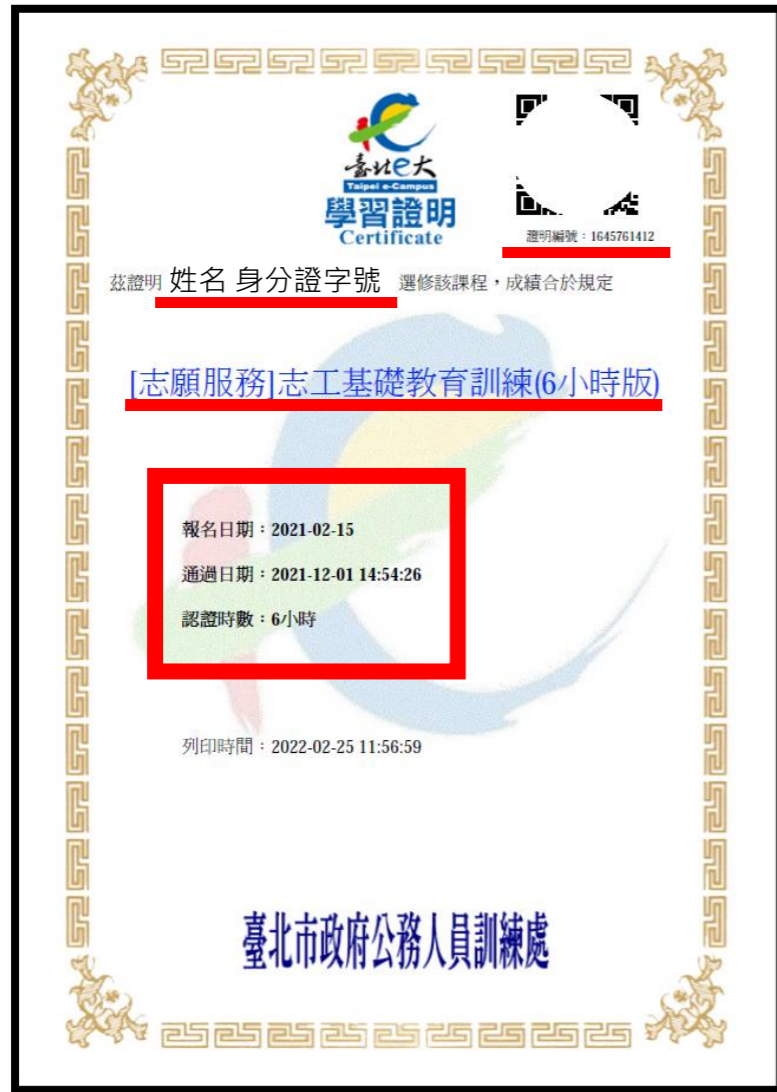 臺北e大
Taipei e-Campus
學習證明
Certificate
證明編號：1645761412
茲證明 姓名 身分證字號 選修該課程，成績合於規定
[志願服務]志工基礎教育訓練(6小時版)
報名日期：2021-02-15
通過日期：2021-12-01 14:54:26
認證時數：6小時
列印時間：2022-02-25 11:56:59
臺北市政府公務人員訓練處